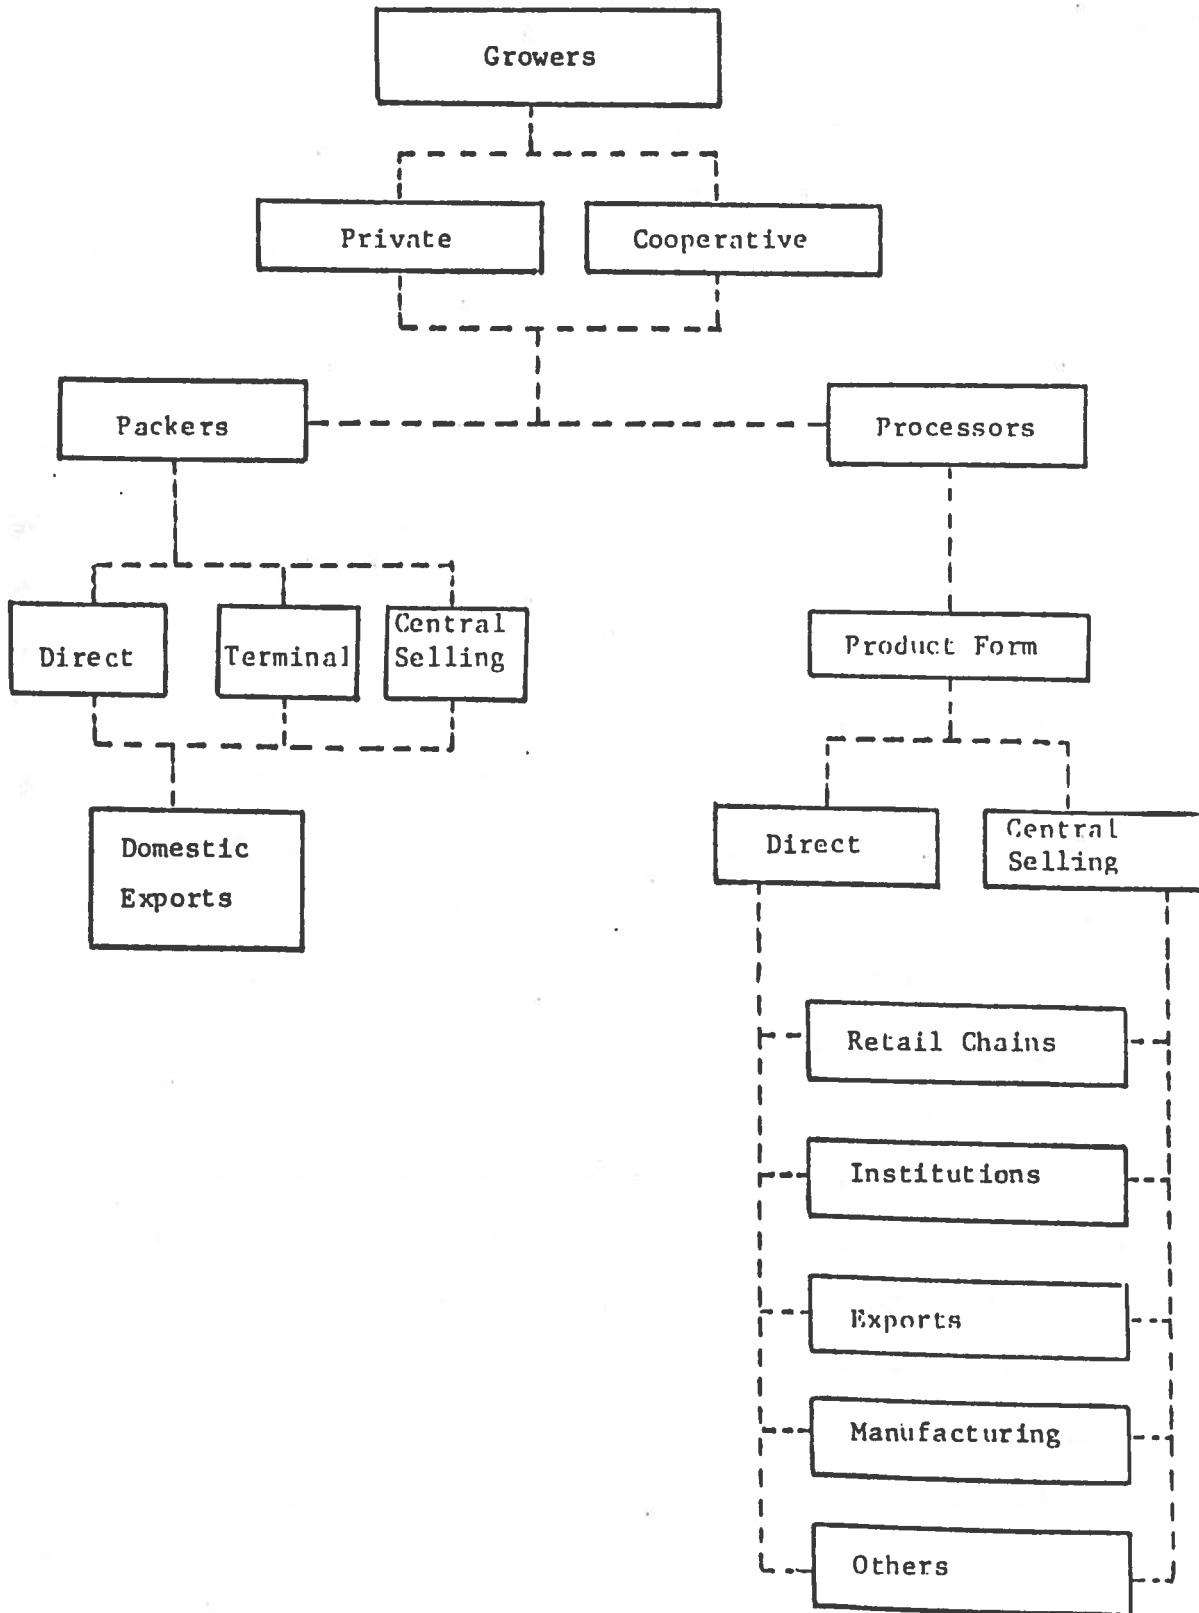 Growers
Private
Cooperative
Packers
Processors
Direct
Terminal
Central
Selling
Product Form
Domestic
Exports
Direct
Central
Selling
Retail Chains
Institutions
Exports
Manufacturing
Others